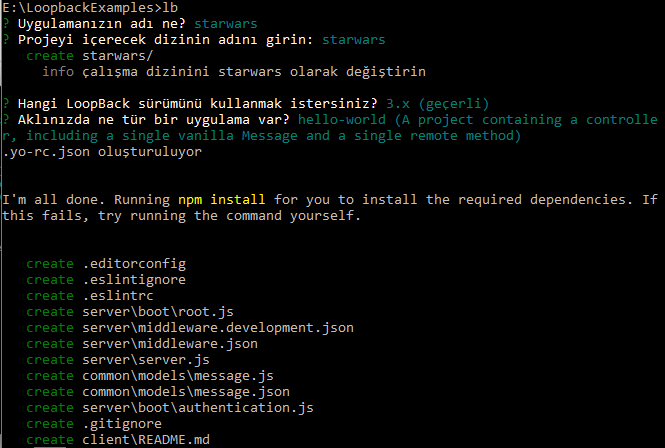 E:\LoopbackExamples>lb
? Uygulamanızın adı ne? starwars
? Projeyi içerecek dizinin adını girin: starwars
create starwars/
info çalışma dizinini starwars olarak değiştirin
? Hangi LoopBack sürümünü kullanmak istersiniz? 3.x (geçerli)
? Aklınızda ne tür bir uygulama var? hello-world (A project containing a controlle
r, including a single vanilla Message and a single remote method)
.yo-rc.json oluşturuluyor
I'm all done. Running npm install for you to install the required dependencies. If
this fails, try running the command yourself.
create .editorconfig
create .eslintignore
create .eslintrc
create server\boot\root.js
create server\middleware.development.json
create server\middleware.json
create server\server.js
create common\models\message.js
create common\models\message.json
create server\boot\authentication.js
create .gitignore
create client\README.md